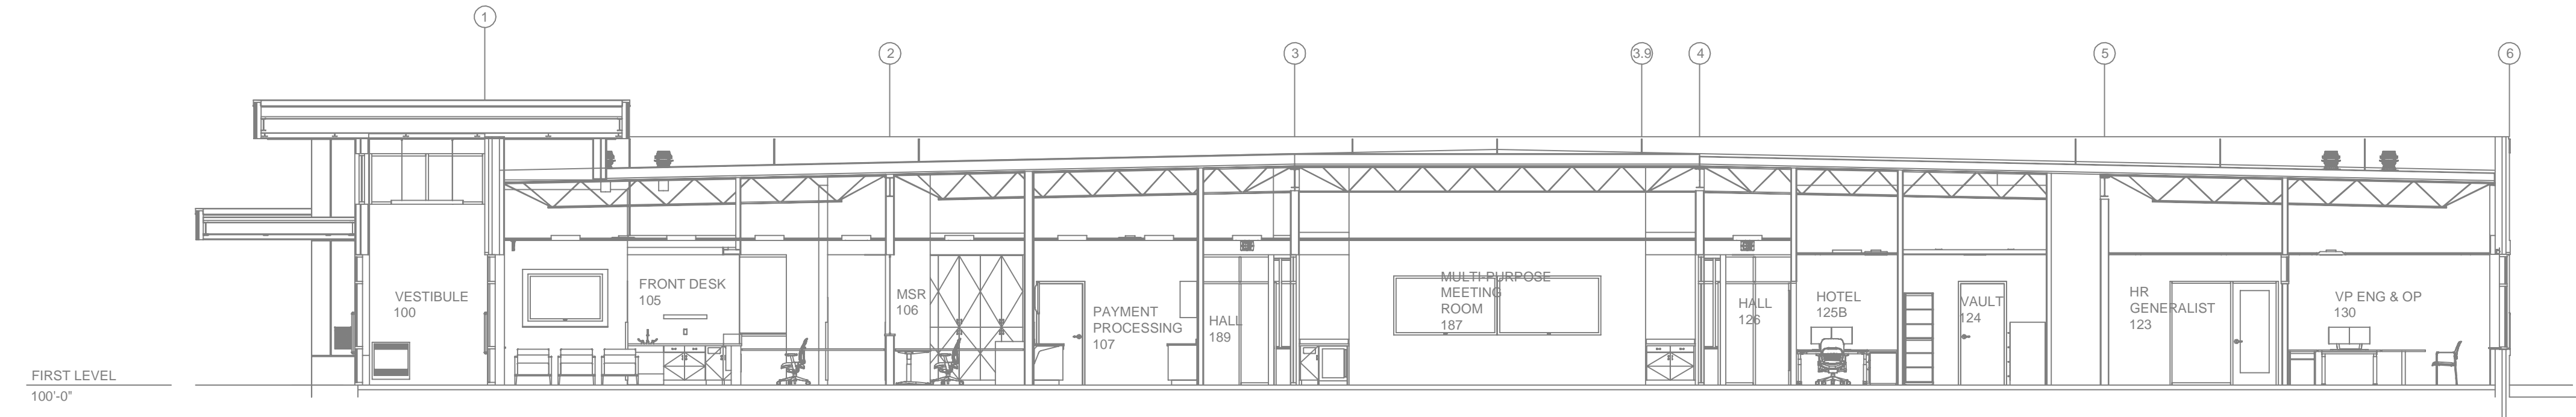 1
2
3
3.9
4
5
6
VESTIBULE
100
FRONT DESK
105
MSR
106
PAYMENT
PROCESSING
107
HALL
189
MULTI-PURPOSE
MEETING
ROOM
187
HALL
126
HOTEL
125B
VAULT
124
HR
GENERALIST
123
VP ENG & OP
130
FIRST LEVEL
100'-0"